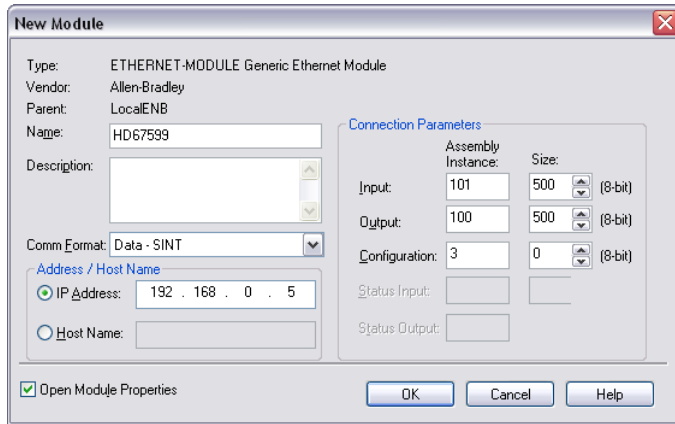 New Module
Type: ETHERNET-MODULE Generic Ethernet Module
Vendor: Allen-Bradley
Parent: LocalENB
Name: HD67599
Description:
Comm Format: Data - SINT
Address / Host Name
IP Address: 192 . 168 . 0 . 5
Host Name:
Connection Parameters
Assembly Instance: Size:
Input: 101 500 (8-bit)
Output: 100 500 (8-bit)
Configuration: 3 0 (8-bit)
Status Input:
Status Output:
Open Module Properties
OK Cancel Help